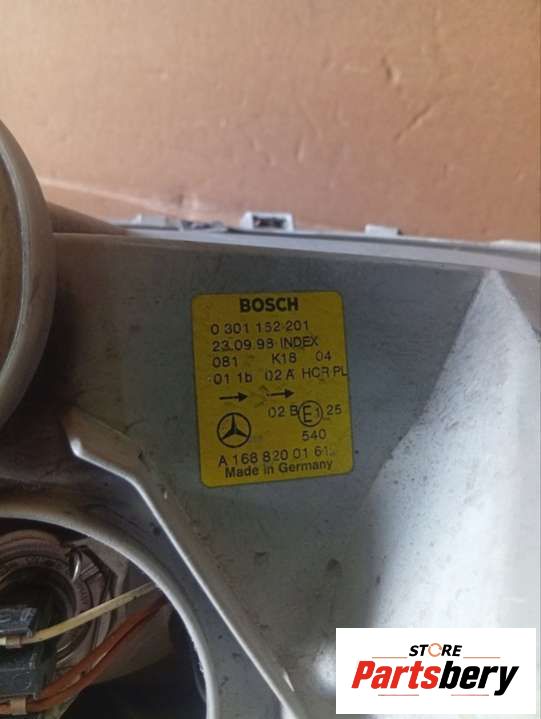 BOSCH
0 301 152 201
23.09.98 INDEX
081 K18 04
01 1b 02 A HCR PL
02 B E1 25
540
A 168 820 01 61
Made in Germany
STORE
Partsbery